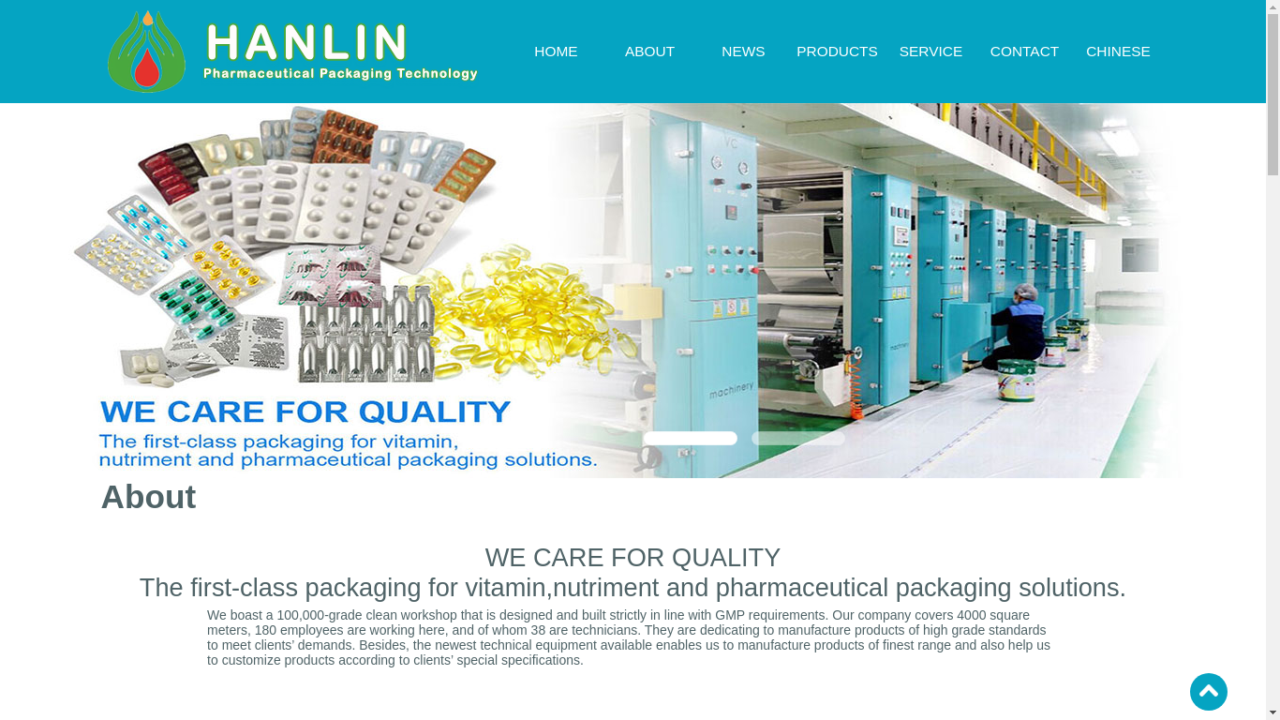 HANLIN
Pharmaceutical Packaging Technology
HOME
ABOUT
NEWS
PRODUCTS
SERVICE
CONTACT
CHINESE
machinery
machinery
WE CARE FOR QUALITY
The first-class packaging for vitamin,
nutriment and pharmaceutical packaging solutions.
About
WE CARE FOR QUALITY
The first-class packaging for vitamin,nutriment and pharmaceutical packaging solutions.
We boast a 100,000-grade clean workshop that is designed and built strictly in line with GMP requirements. Our company covers 4000 square
meters, 180 employees are working here, and of whom 38 are technicians. They are dedicating to manufacture products of high grade standards
to meet clients’ demands. Besides, the newest technical equipment available enables us to manufacture products of finest range and also help us
to customize products according to clients’ special specifications.